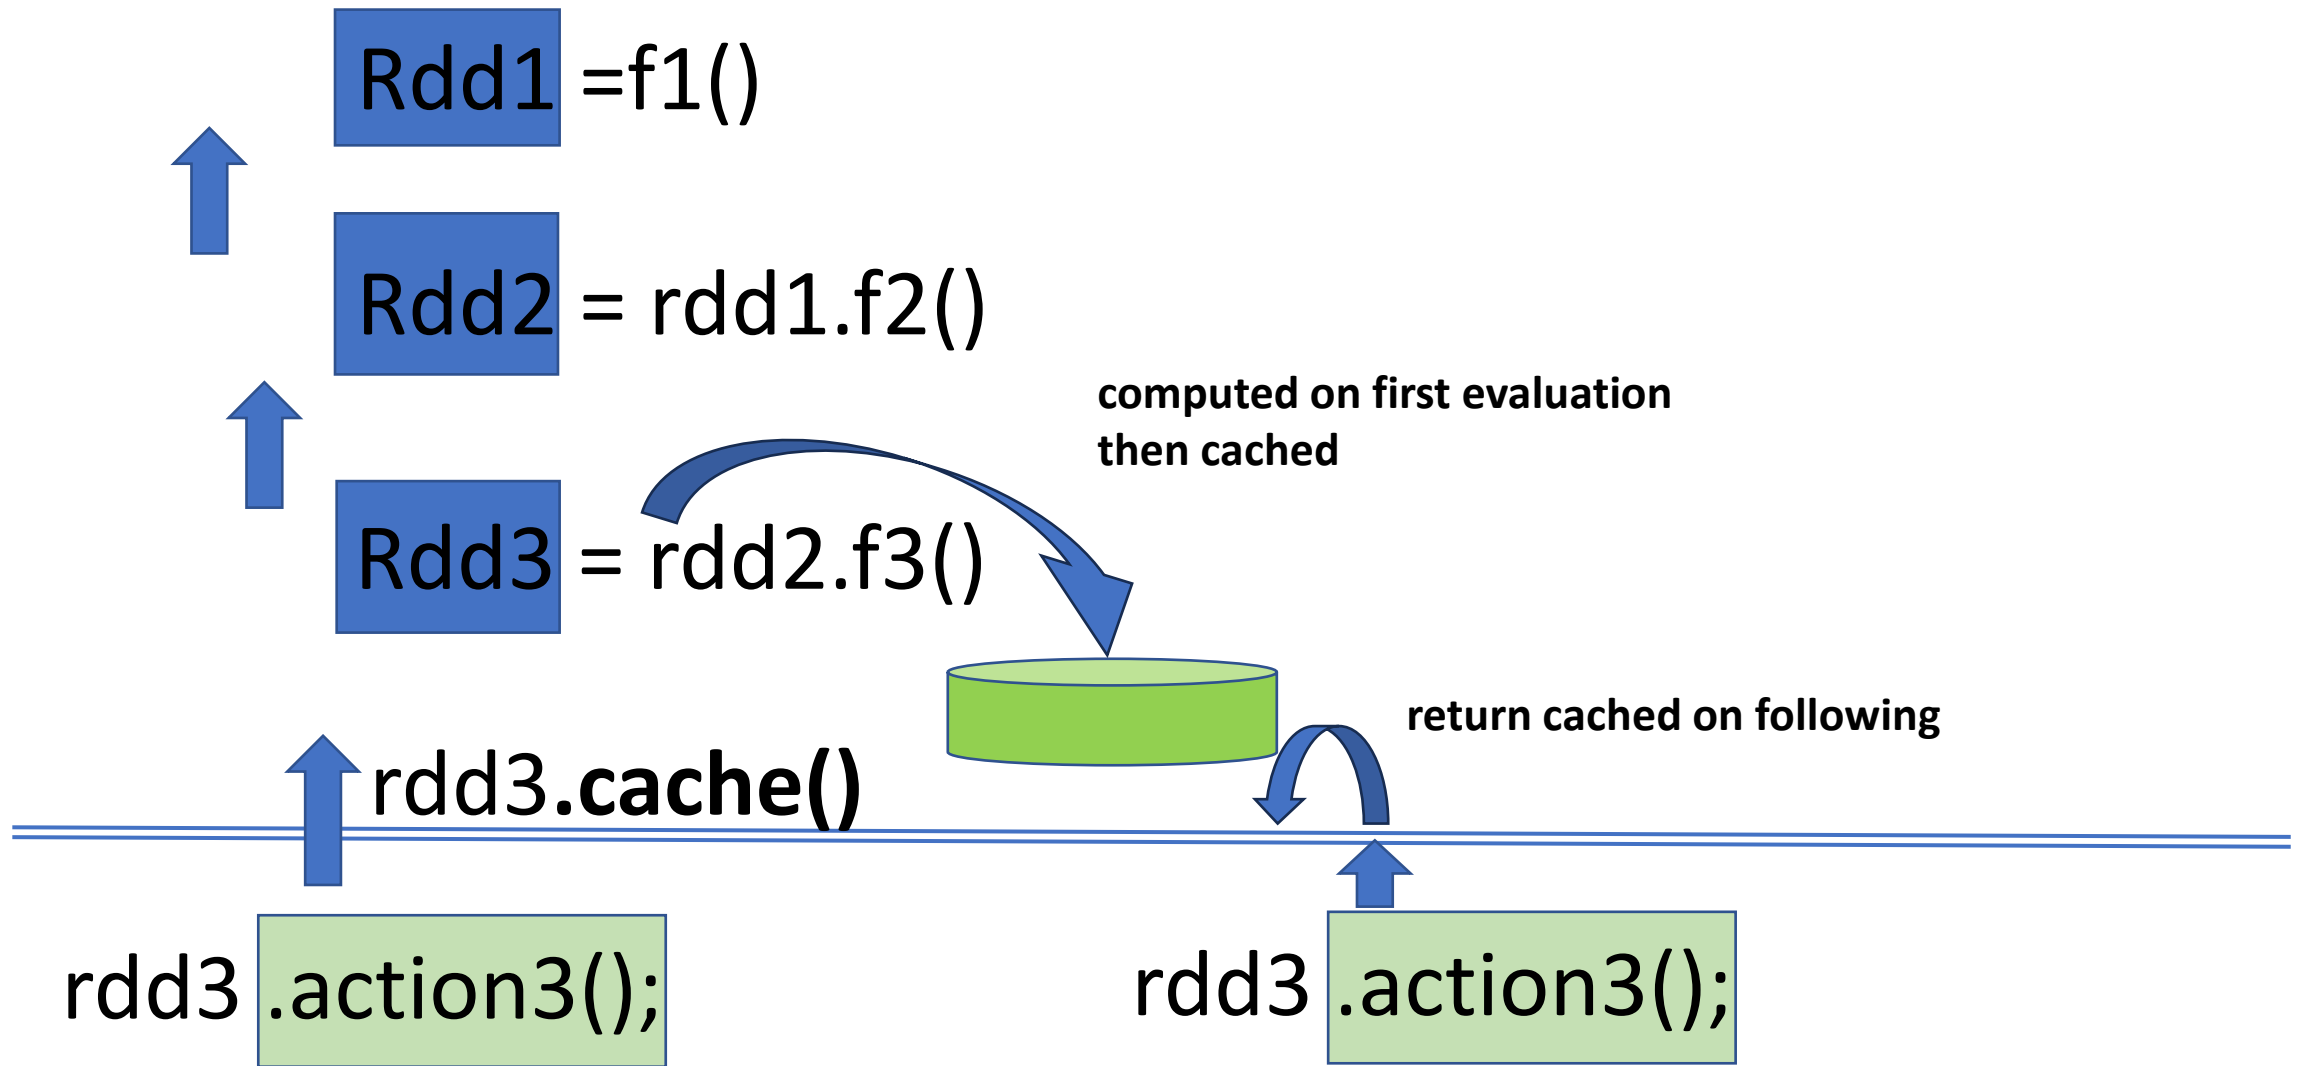 Rdd1 =f1()
Rdd2 = rdd1.f2()
computed on first evaluation
then cached
Rdd3 = rdd2.f3()
return cached on following
rdd3.cache()
rdd3 .action3();
rdd3 .action3();